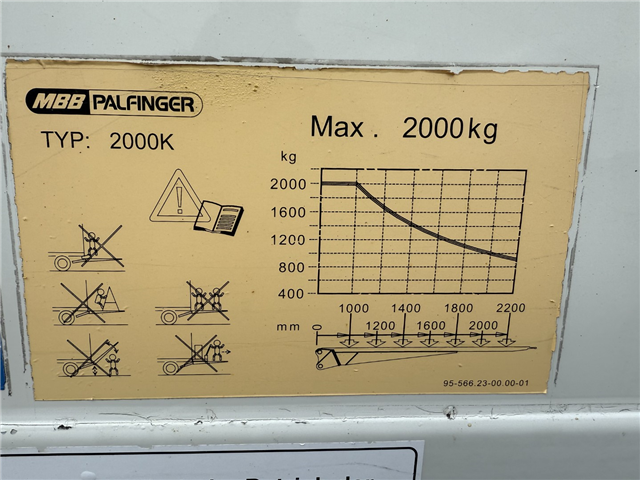 MBB PALFINGER
TYP: 2000K
Max. 2000kg
kg
2000
1600
1200
800
400
1000 1400 1800 2200
mm 0 1200 1600 2000
95-566.23-00.00-01